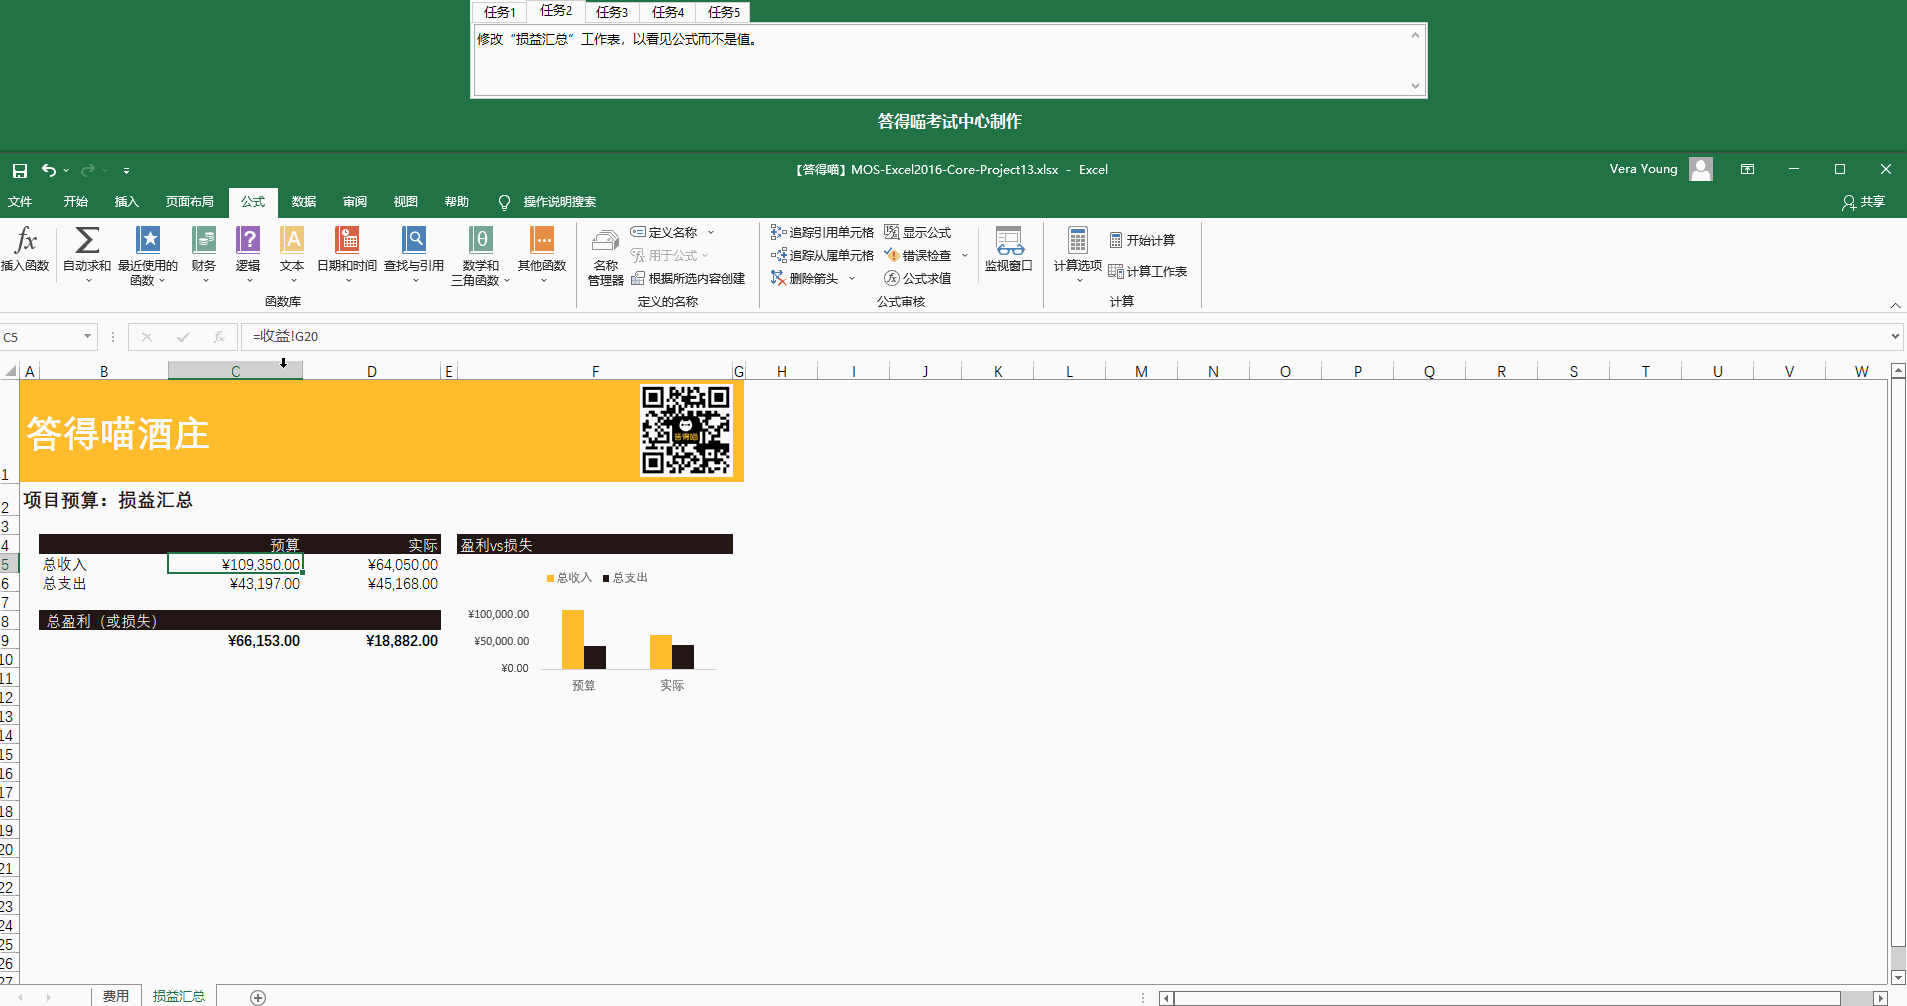 任务1 任务2 任务3 任务4 任务5
修改“损益汇总”工作表，以看见公式而不是值。
答得喵考试中心制作
【答得喵】MOS-Excel2016-Core-Project13.xlsx - Excel
Vera Young
文件 开始 插入 页面布局 公式 数据 审阅 视图 帮助 操作说明搜索 共享
插入函数 自动求和 最近使用的函数 财务 逻辑 文本 日期和时间 查找与引用 数学和三角函数 其他函数
函数库
名称管理器 定义名称 用于公式 根据所选内容创建
定义的名称
追踪引用单元格 追踪从属单元格 删除箭头 显示公式 错误检查 公式求值
公式审核
监视窗口
计算选项 开始计算 计算工作表
计算
C5 fx =收益!G20
A B C D E F G H I J K L M N O P Q R S T U V W
1 答得喵酒庄
答得喵
2 项目预算：损益汇总
3
4 预算 实际 盈利vs损失
5 总收入 ¥109,350.00 ¥64,050.00
6 总支出 ¥43,197.00 ¥45,168.00
7
8 总盈利（或损失）
9 ¥66,153.00 ¥18,882.00
总收入 总支出
¥100,000.00
¥50,000.00
¥0.00
预算 实际
10
11
12
13
14
15
16
17
18
19
20
21
22
23
24
25
26
27
费用 损益汇总